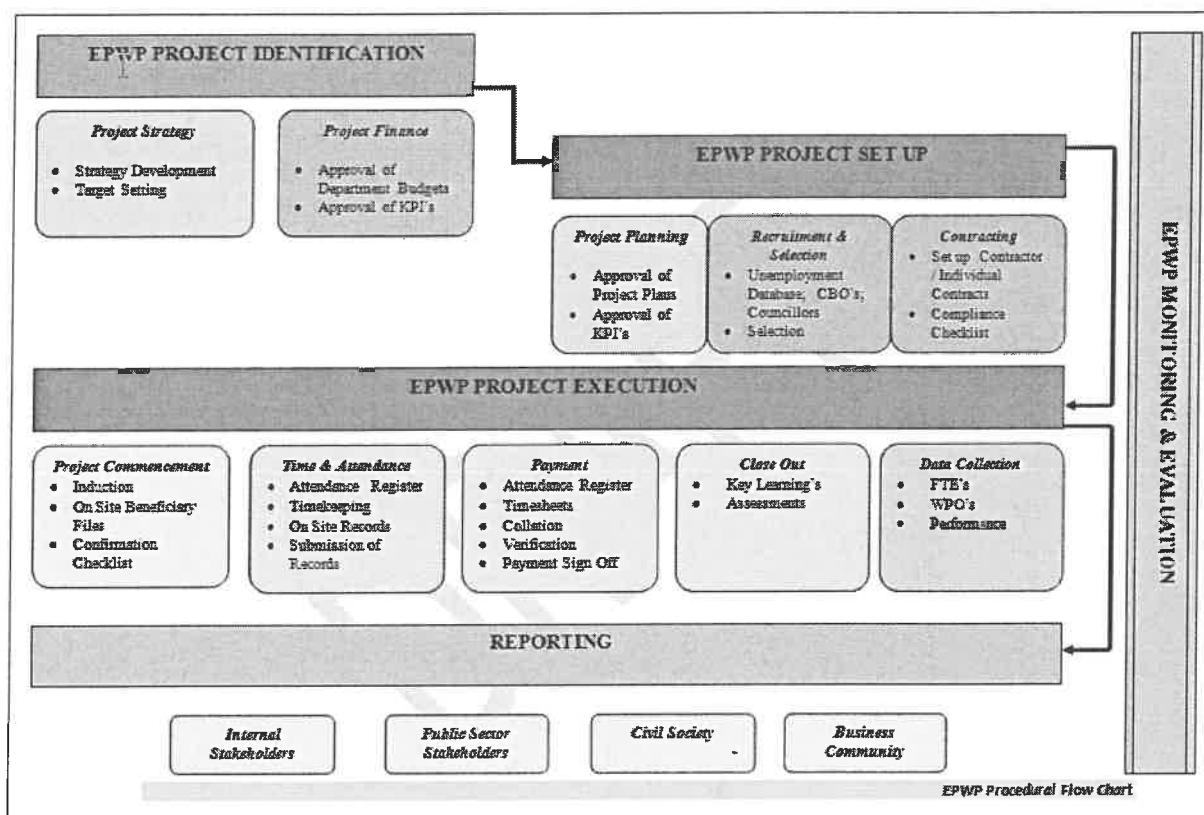 EPWP PROJECT IDENTIFICATION
Project Strategy
• Strategy Development
• Target Setting
Project Finance
• Approval of
Department Budgets
• Approval of KPI's
EPWP PROJECT SET UP
Project Planning
• Approval of
Project Plans
• Approval of
KPI's
Recruitment &
Selection
• Unemployment
Database; CBO's;
Councillors
• Selection
Contracting
• Set up Contractor
/ Individual
Contracts
• Compliance
Checklist
EPWP PROJECT EXECUTION
Project Commencement
• Induction
• On Site Beneficiary
Files
• Confirmation
Checklist
Time & Attendance
• Attendance Register
• Timekeeping
• On Site Records
• Submission of
Records
Payment
• Attendance Register
• Timesheets
• Collation
• Verification
• Payment Sign Off
Close Out
• Key Learning's
• Assessments
Data Collection
• FTE's
• WPO's
• Performance
REPORTING
Internal
Stakeholders
Public Sector
Stakeholders
Civil Society
Business
Community
EPWP MONITORING & EVALUATION
EPWP Procedural Flow Chart